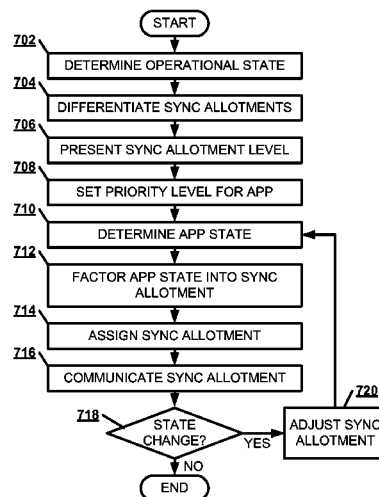 START
702
DETERMINE OPERATIONAL STATE
704
DIFFERENTIATE SYNC ALLOTMENTS
706
PRESENT SYNC ALLOTMENT LEVEL
708
SET PRIORITY LEVEL FOR APP
710
DETERMINE APP STATE
712
FACTOR APP STATE INTO SYNC
ALLOTMENT
714
ASSIGN SYNC ALLOTMENT
716
COMMUNICATE SYNC ALLOTMENT
718
STATE
CHANGE?
YES
720
ADJUST SYNC
ALLOTMENT
NO
END